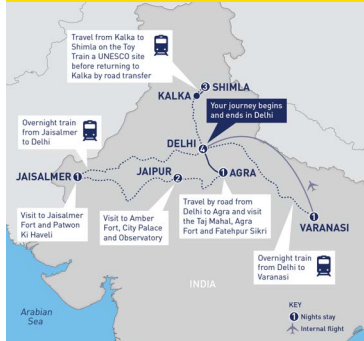 Travel from Kalka to
Shimla on the Toy
Train a UNESCO site
before returning to
Kalka by road transfer
3 SHIMLA
KALKA
Your journey begins
and ends in Delhi
Overnight train
from Jaisalmer
to Delhi
DELHI
4
JAISALMER 1
JAIPUR
2
1 AGRA
Visit to Jaisalmer
Fort and Patwon
Ki Haveli
Visit to Amber
Fort, City Palace
and Observatory
Travel by road from
Delhi to Agra and visit
the Taj Mahal, Agra
Fort and Fatehpur Sikri
1
VARANASI
Overnight train
from Delhi to
Varanasi
INDIA
Arabian
Sea
KEY
1 Nights stay
Internal flight